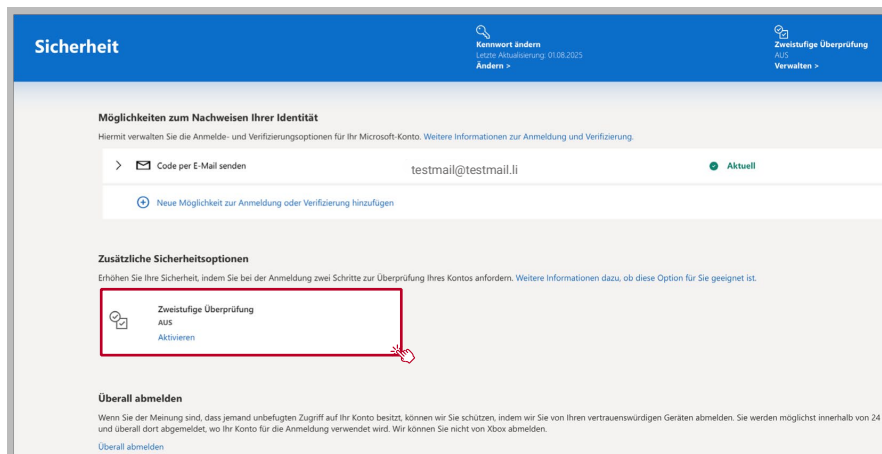 Sicherheit
Kennwort ändern
Letzte Aktualisierung: 01.08.2025
Ändern >
Zweistufige Überprüfung
AUS
Verwalten >
Möglichkeiten zum Nachweisen Ihrer Identität
Hiermit verwalten Sie die Anmelde- und Verifizierungsoptionen für Ihr Microsoft-Konto. Weitere Informationen zur Anmeldung und Verifizierung.
Code per E-Mail senden testmail@testmail.li Aktuell
Neue Möglichkeit zur Anmeldung oder Verifizierung hinzufügen
Zusätzliche Sicherheitsoptionen
Erhöhen Sie Ihre Sicherheit, indem Sie bei der Anmeldung zwei Schritte zur Überprüfung Ihres Kontos anfordern. Weitere Informationen dazu, ob diese Option für Sie geeignet ist.
Zweistufige Überprüfung
AUS
Aktivieren
Überall abmelden
Wenn Sie der Meinung sind, dass jemand unbefugten Zugriff auf Ihr Konto besitzt, können wir Sie schützen, indem wir Sie von Ihren vertrauenswürdigen Geräten abmelden. Sie werden möglichst innerhalb von 24
und überall dort abgemeldet, wo Ihr Konto für die Anmeldung verwendet wird. Wir können Sie nicht von Xbox abmelden.
Überall abmelden